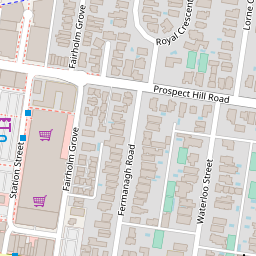 Fairholm Grove
Royal Crescent
Lorne
Prospect Hill Road
Station Street
Fairholm Grove
Fermanagh Road
Waterloo Street